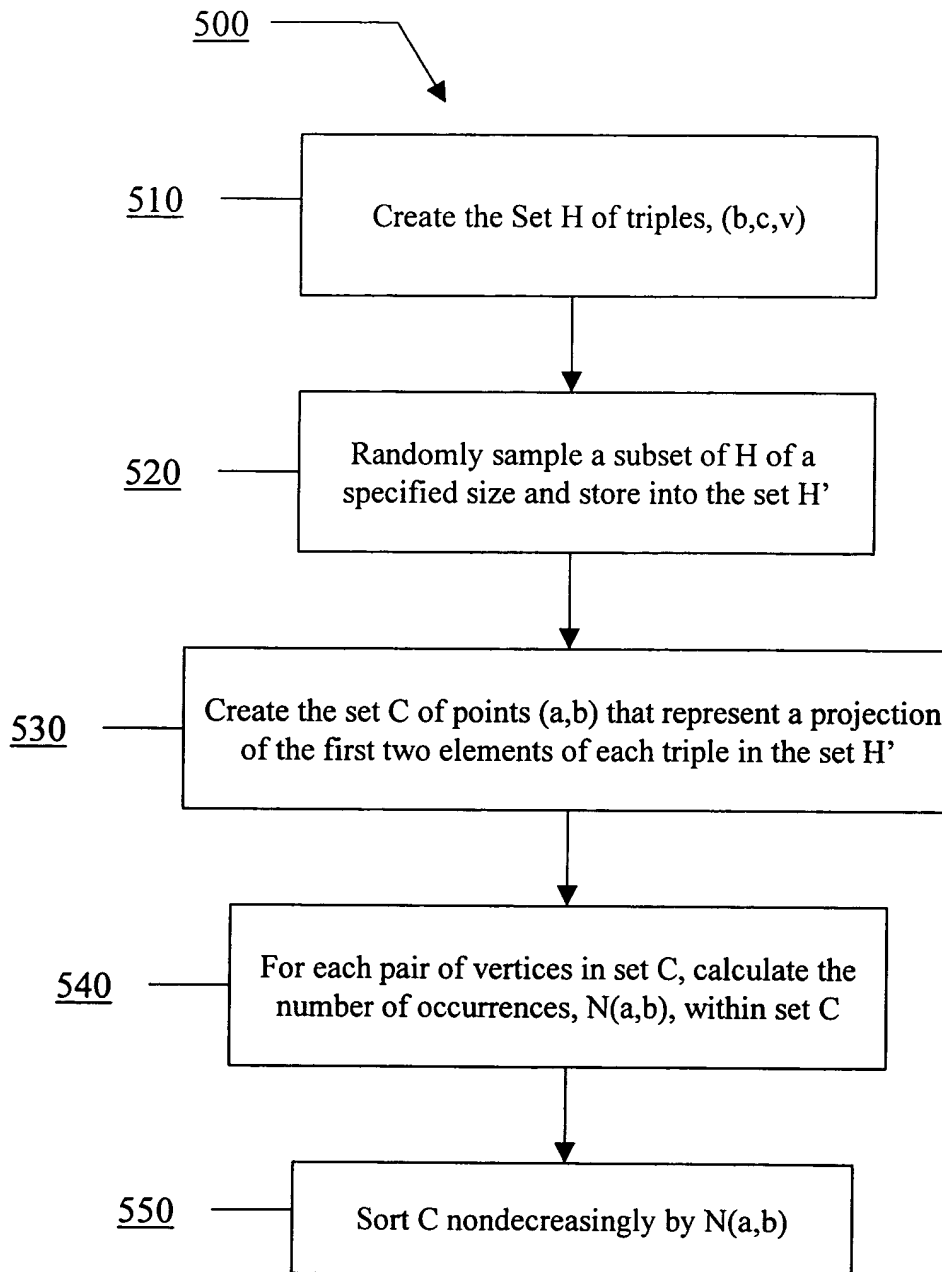 500
510
Create the Set H of triples, (b,c,v)
520
Randomly sample a subset of H of a
specified size and store into the set H’
530
Create the set C of points (a,b) that represent a projection
of the first two elements of each triple in the set H’
540
For each pair of vertices in set C, calculate the
number of occurrences, N(a,b), within set C
550
Sort C nondecreasingly by N(a,b)